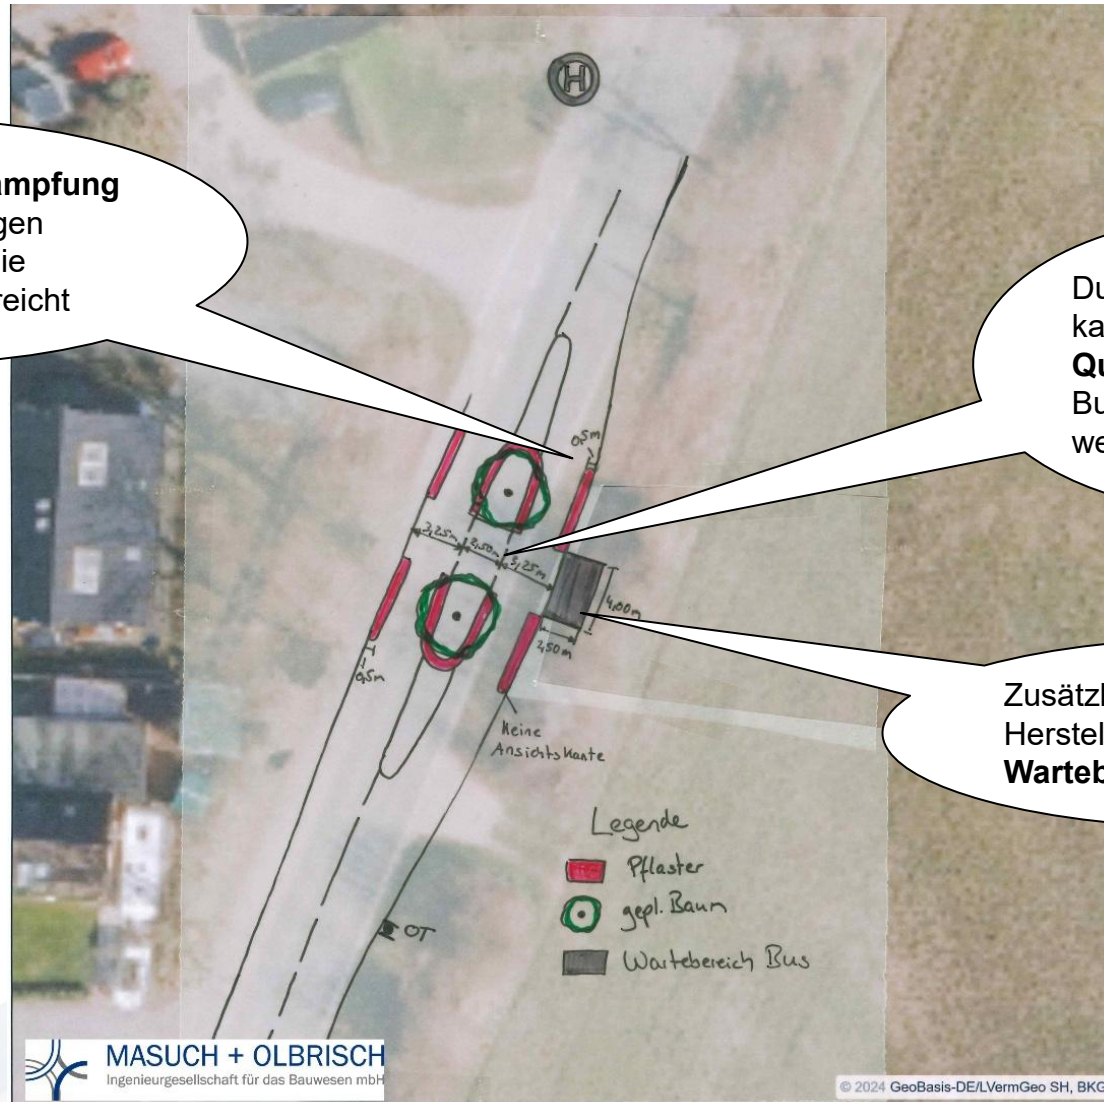 H
ämpfung
gen
ie
reicht
Du
ka
Qu
Bu
we
0,5m
3,25m
2,50m
3,25m
4,00m
2,50m
0,5m
Keine
Ansichtskante
Zusätzl
Herstel
Warteb
Legende
Pflaster
gepl. Baum
Wartebereich Bus
OT
MASUCH + OLBRISCH
Ingenieurgesellschaft für das Bauwesen mbH
© 2024 GeoBasis-DE/LVermGeo SH, BKG